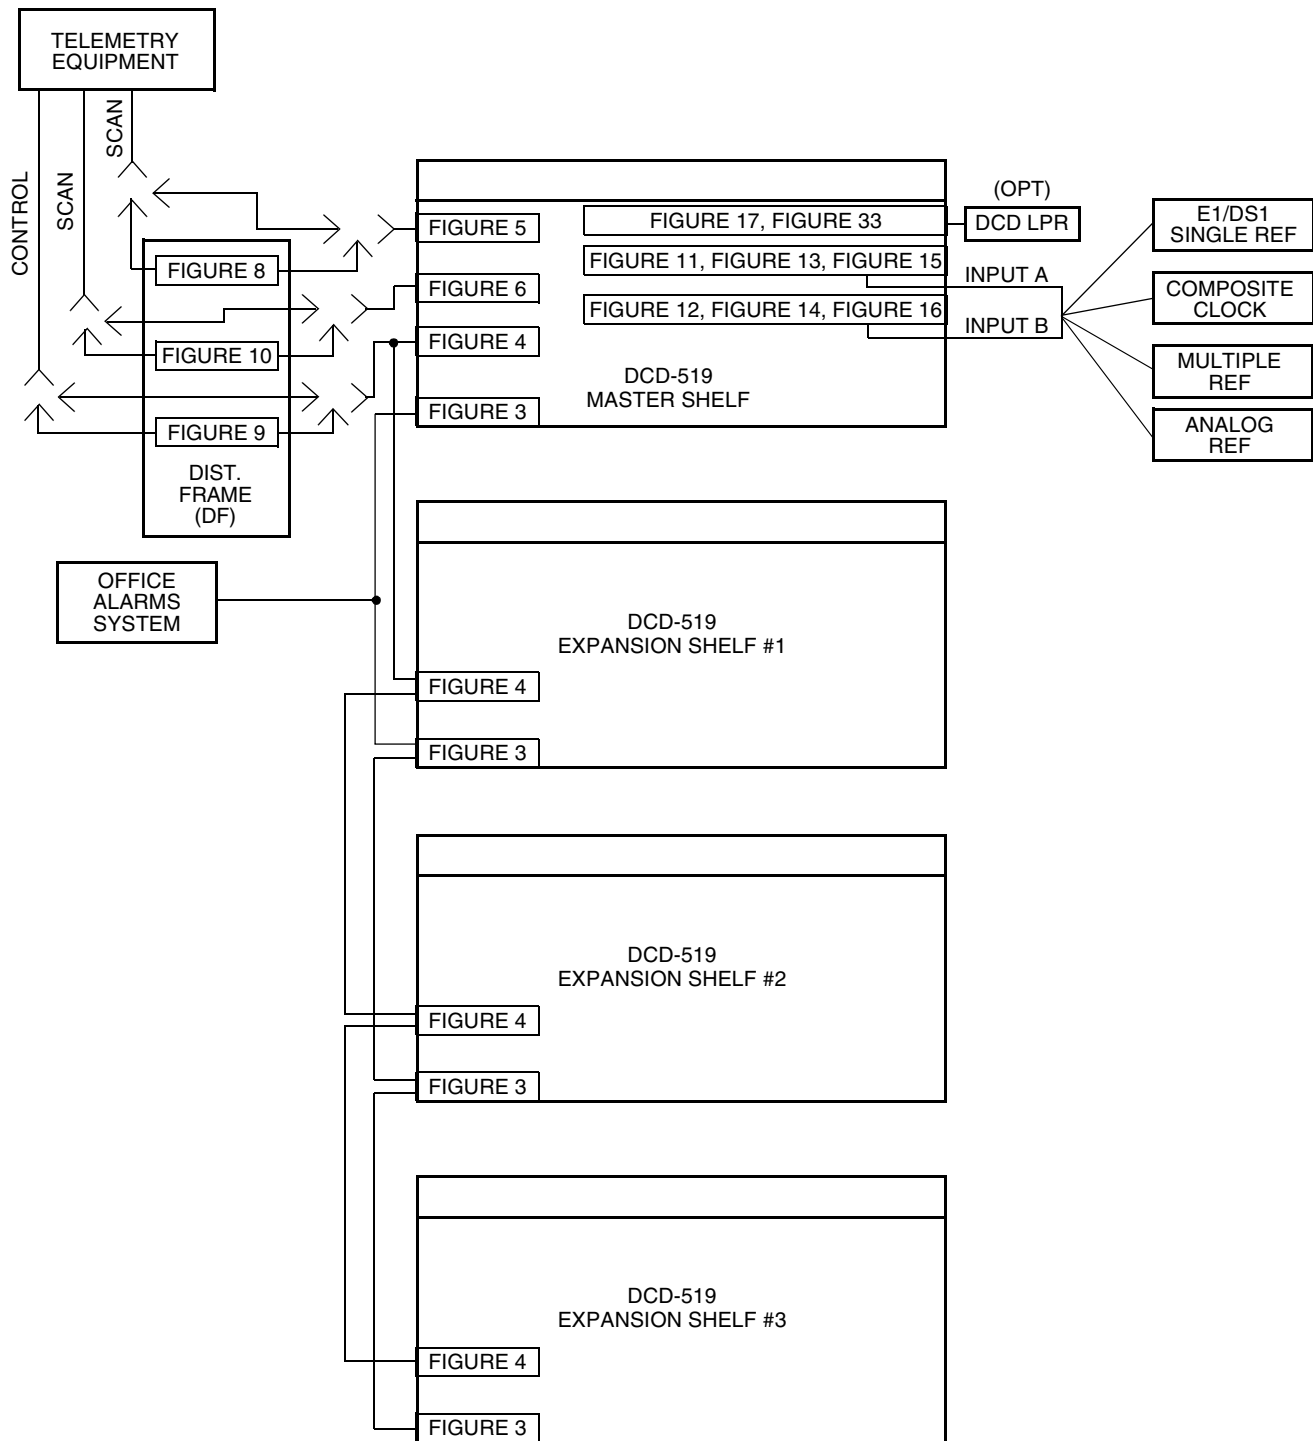 TELEMETRY
EQUIPMENT
CONTROL
SCAN
SCAN
FIGURE 8
FIGURE 10
FIGURE 9
DIST.
FRAME
(DF)
OFFICE
ALARMS
SYSTEM
FIGURE 5
FIGURE 6
FIGURE 4
FIGURE 3
FIGURE 17, FIGURE 33
FIGURE 11, FIGURE 13, FIGURE 15
FIGURE 12, FIGURE 14, FIGURE 16
DCD-519
MASTER SHELF
(OPT)
DCD LPR
INPUT A
INPUT B
E1/DS1
SINGLE REF
COMPOSITE
CLOCK
MULTIPLE
REF
ANALOG
REF
DCD-519
EXPANSION SHELF #1
FIGURE 4
FIGURE 3
DCD-519
EXPANSION SHELF #2
FIGURE 4
FIGURE 3
DCD-519
EXPANSION SHELF #3
FIGURE 4
FIGURE 3